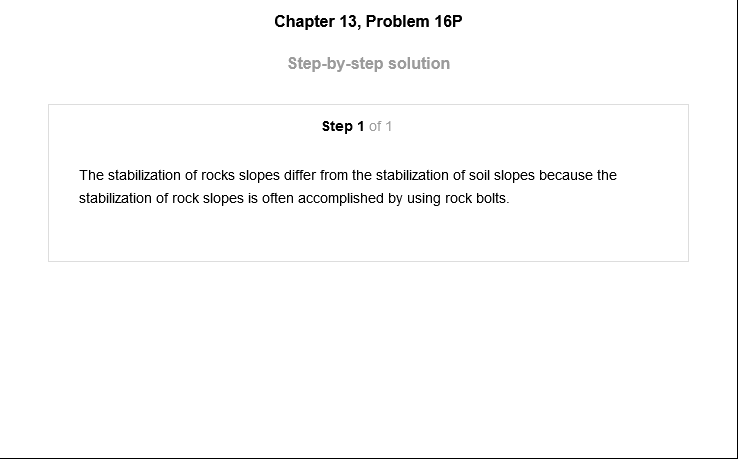 Chapter 13, Problem 16P
Step-by-step solution
Step 1 of 1
The stabilization of rocks slopes differ from the stabilization of soil slopes because the
stabilization of rock slopes is often accomplished by using rock bolts.